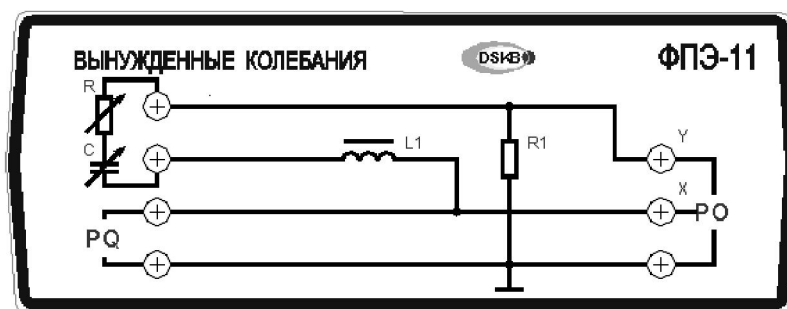 ВЫНУЖДЕННЫЕ КОЛЕБАНИЯ
DSKB
ФПЭ-11
R
C
L1
R1
Y
X
PQ
PO